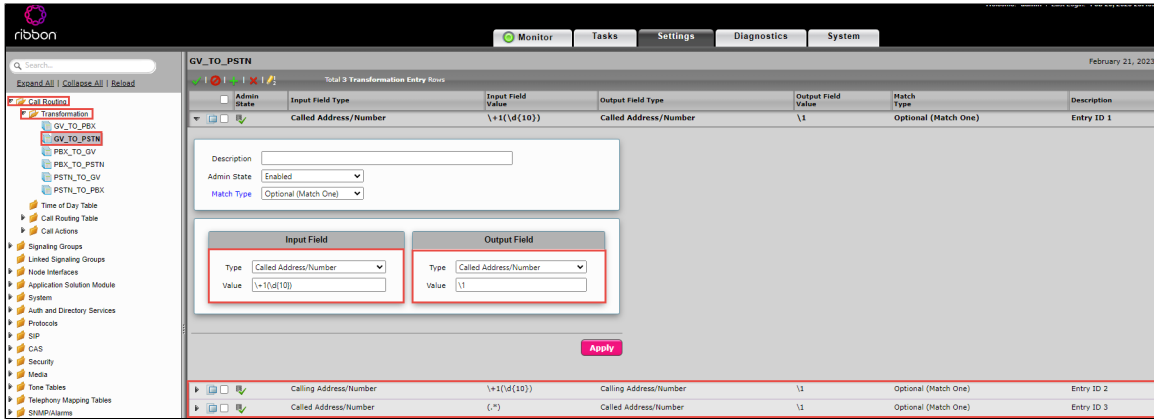 ribbon
Monitor Tasks Settings Diagnostics System
Search...
Expand All | Collapse All | Reload
Call Routing
Transformation
GV_TO_PBX
GV_TO_PSTN
PBX_TO_GV
PBX_TO_PSTN
PSTN_TO_GV
PSTN_TO_PBX
Time of Day Table
Call Routing Table
Call Actions
Signaling Groups
Linked Signaling Groups
Node Interfaces
Application Solution Module
System
Auth and Directory Services
Protocols
SIP
CAS
Security
Media
Tone Tables
Telephony Mapping Tables
SNMP/Alarms
GV_TO_PSTN February 21, 2023
Total 3 Transformation Entry Rows
Admin State Input Field Type Input Field Value Output Field Type Output Field Value Match Type Description
Called Address/Number \+1(\d{10}) Called Address/Number \1 Optional (Match One) Entry ID 1
Description
Admin State Enabled
Match Type Optional (Match One)
Input Field Output Field
Type Called Address/Number Type Called Address/Number
Value \+1(\d{10}) Value \1
Apply
Calling Address/Number \+1(\d{10}) Calling Address/Number \1 Optional (Match One) Entry ID 2
Called Address/Number (.*) Called Address/Number \1 Optional (Match One) Entry ID 3